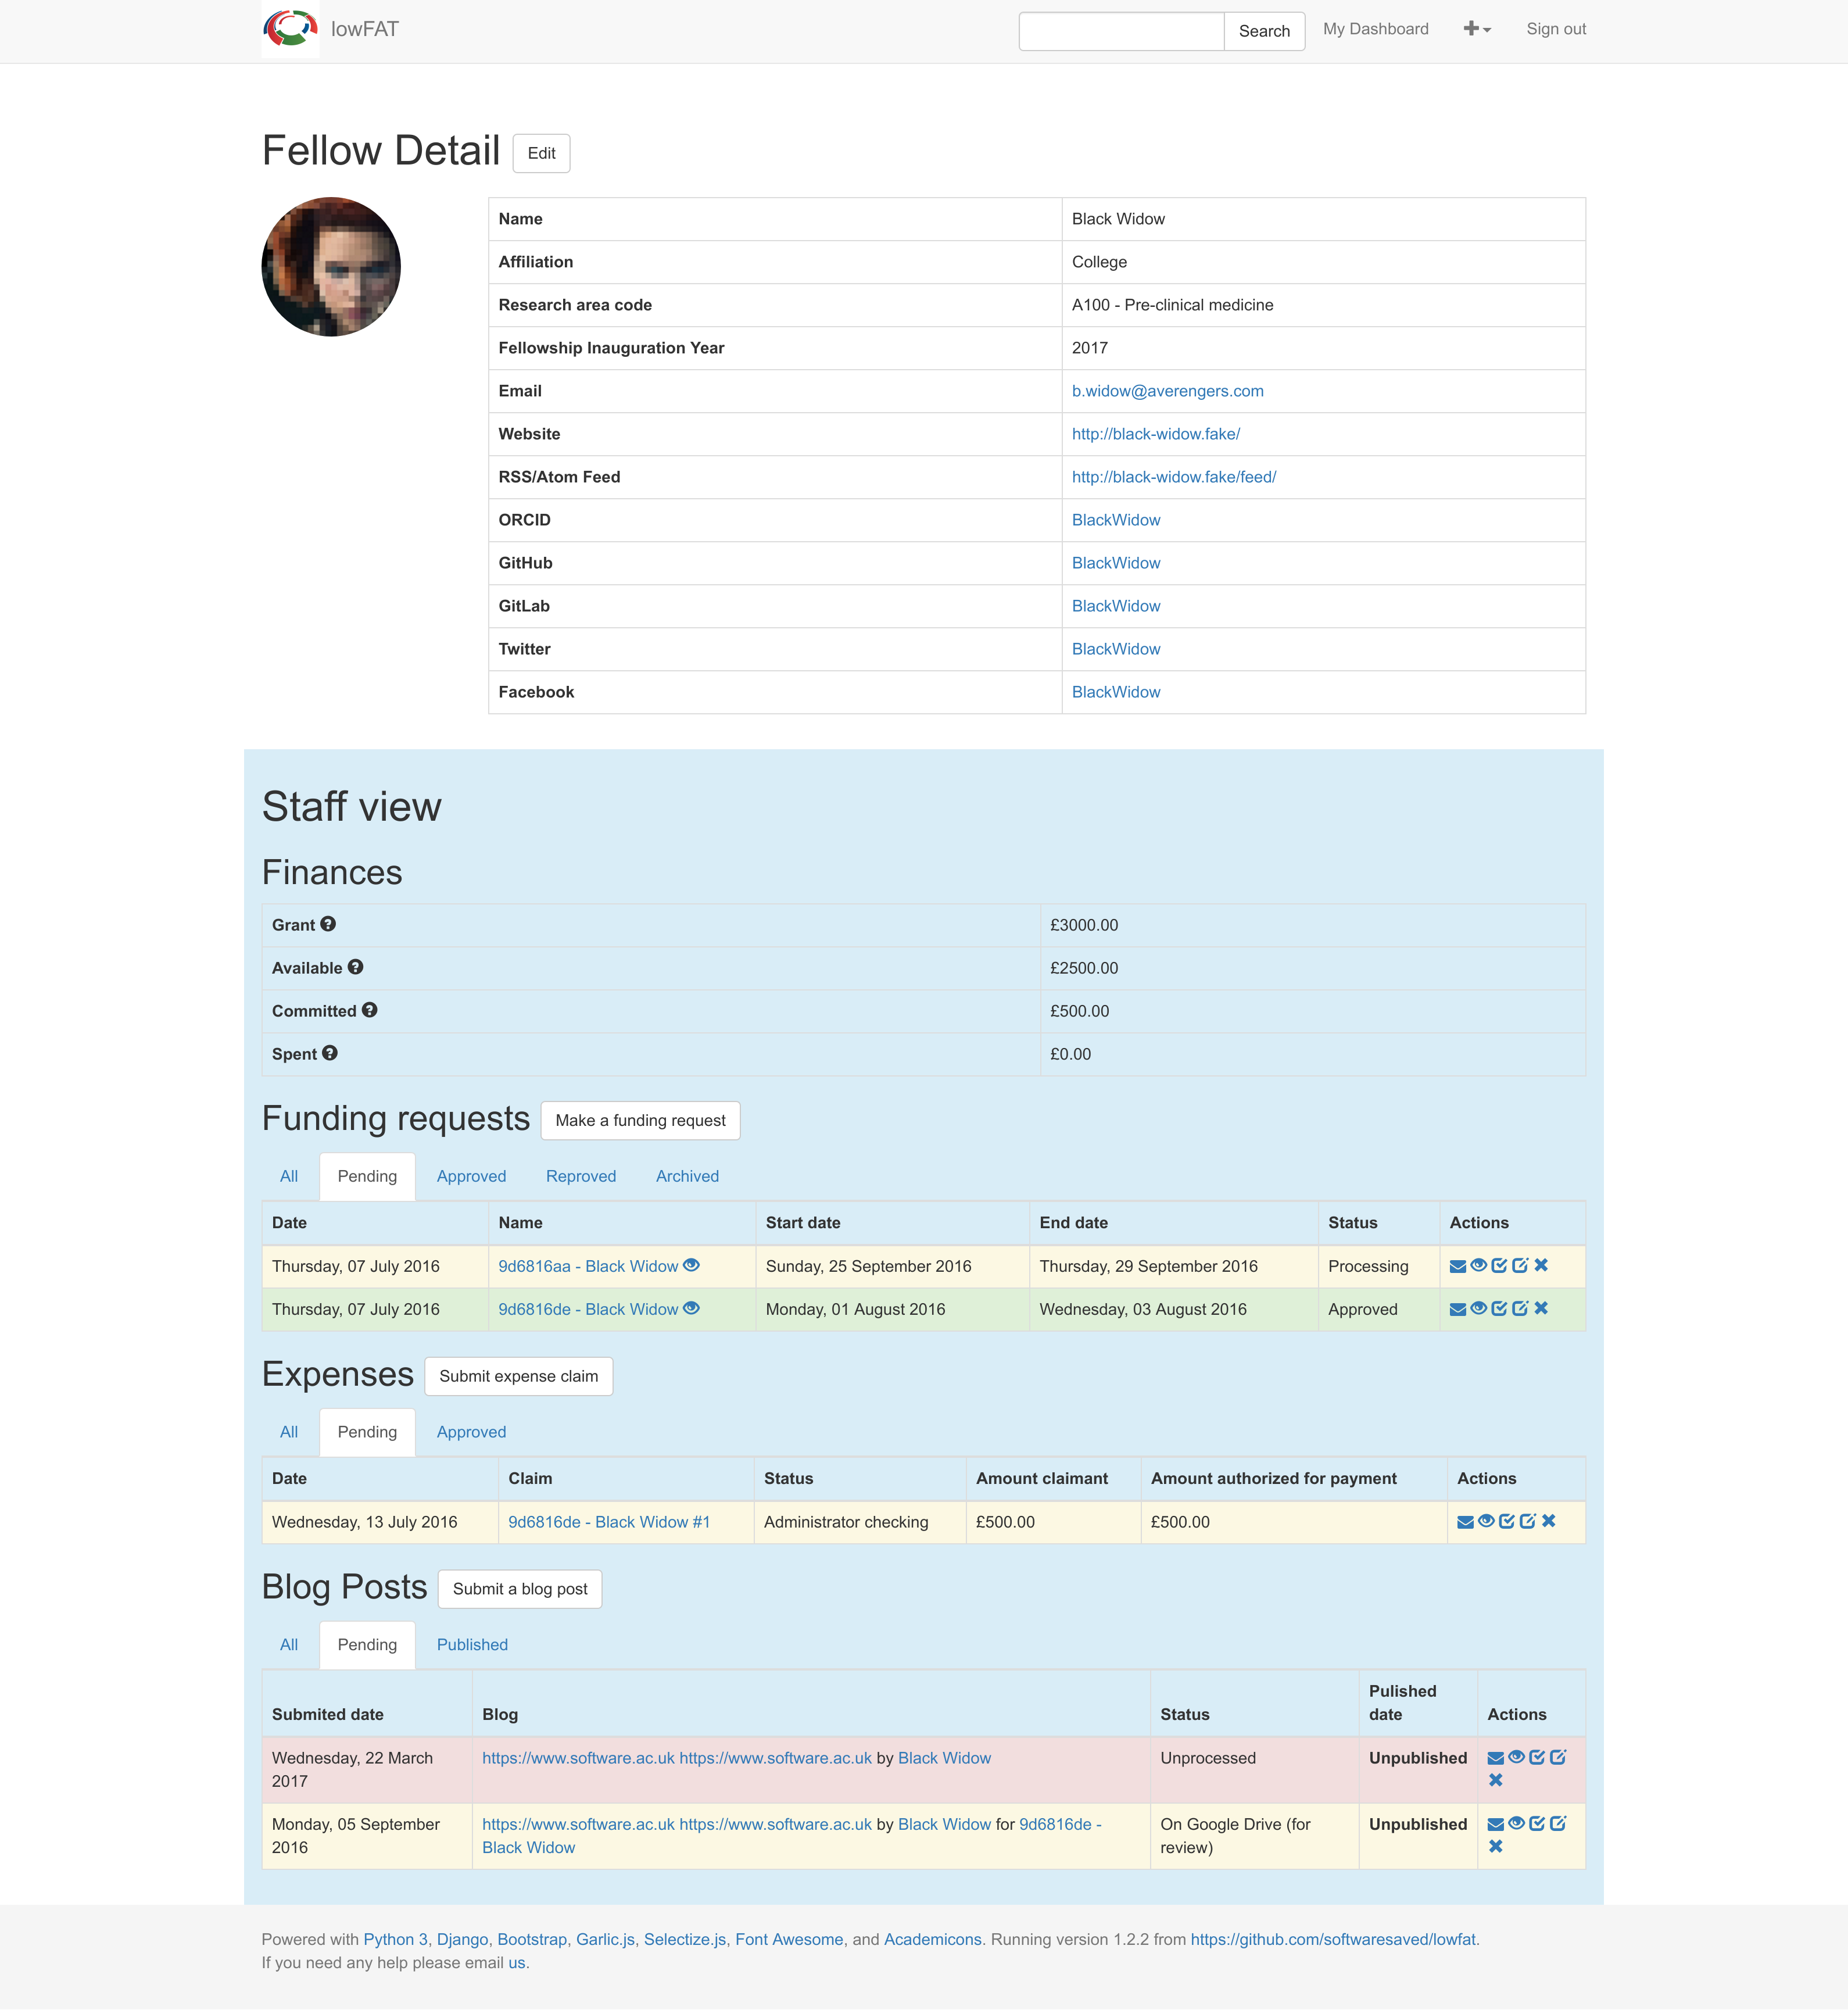 lowFAT Search My Dashboard Sign out
Fellow Detail Edit
Name Black Widow
Affiliation College
Research area code A100 - Pre-clinical medicine
Fellowship Inauguration Year 2017
Email b.widow@averengers.com
Website http://black-widow.fake/
RSS/Atom Feed http://black-widow.fake/feed/
ORCID BlackWidow
GitHub BlackWidow
GitLab BlackWidow
Twitter BlackWidow
Facebook BlackWidow
Staff view
Finances
Grant £3000.00
Available £2500.00
Committed £500.00
Spent £0.00
Funding requests Make a funding request
All Pending Approved Reproved Archived
Date Name Start date End date Status Actions
Thursday, 07 July 2016 9d6816aa - Black Widow Sunday, 25 September 2016 Thursday, 29 September 2016 Processing
Thursday, 07 July 2016 9d6816de - Black Widow Monday, 01 August 2016 Wednesday, 03 August 2016 Approved
Expenses Submit expense claim
All Pending Approved
Date Claim Status Amount claimant Amount authorized for payment Actions
Wednesday, 13 July 2016 9d6816de - Black Widow #1 Administrator checking £500.00 £500.00
Blog Posts Submit a blog post
All Pending Published
Submited date Blog Status Pulished
date Actions
Wednesday, 22 March
2017 https://www.software.ac.uk https://www.software.ac.uk by Black Widow Unprocessed Unpublished
Monday, 05 September
2016 https://www.software.ac.uk https://www.software.ac.uk by Black Widow for 9d6816de -
Black Widow On Google Drive (for
review) Unpublished
Powered with Python 3, Django, Bootstrap, Garlic.js, Selectize.js, Font Awesome, and Academicons. Running version 1.2.2 from https://github.com/softwaresaved/lowfat.
If you need any help please email us.